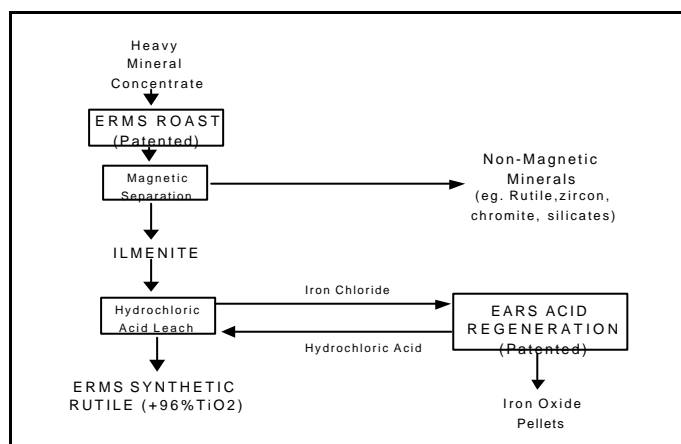 Heavy
Mineral
Concentrate
ERMS ROAST
(Patented)
Magnetic
Separation
Non-Magnetic
Minerals
(eg. Rutile,zircon,
chromite, silicates)
ILMENITE
Iron Chloride
Hydrochloric
Acid Leach
EARS ACID
REGENERATION
(Patented)
Hydrochloric Acid
ERMS SYNTHETIC
RUTILE (+96%TiO2)
Iron Oxide
Pellets